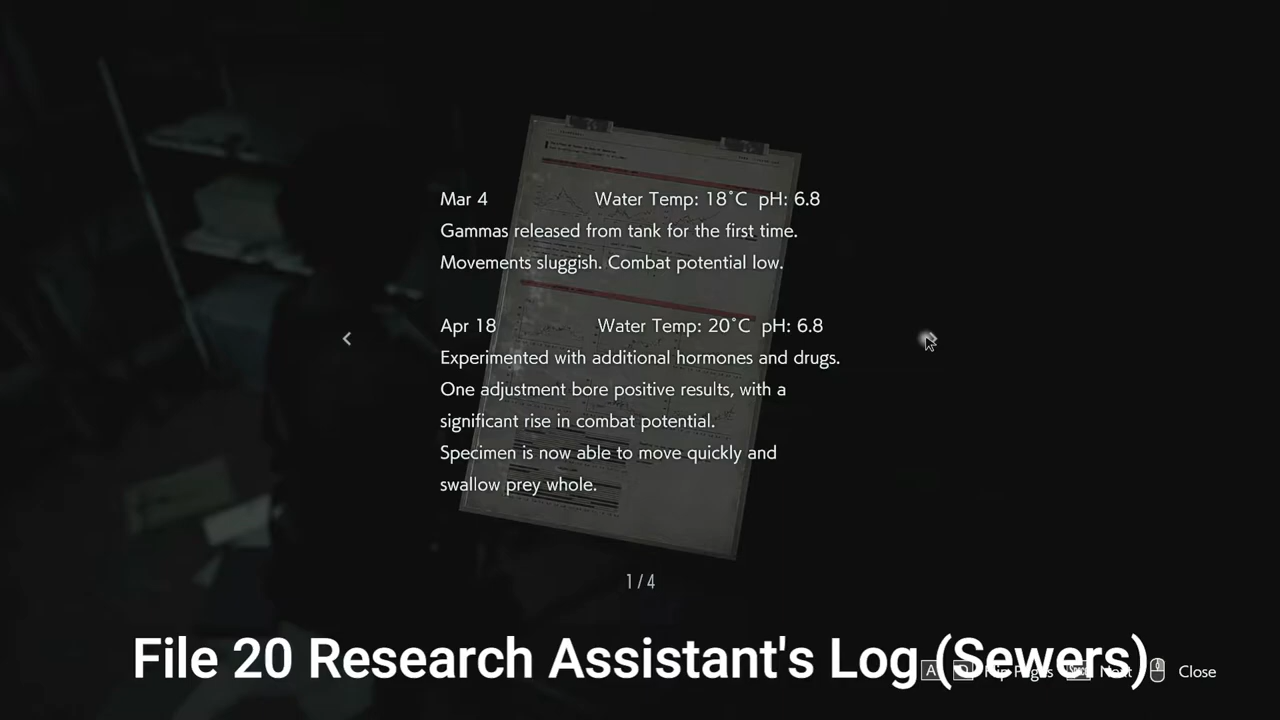 Mar 4 Water Temp: 18°C pH: 6.8
Gammas released from tank for the first time.
Movements sluggish. Combat potential low.
Apr 18 Water Temp: 20°C pH: 6.8
Experimented with additional hormones and drugs.
One adjustment bore positive results, with a
significant rise in combat potential.
Specimen is now able to move quickly and
swallow prey whole.
1 / 4
File 20 Research Assistant's Log (Sewers)
A Pages Next Close